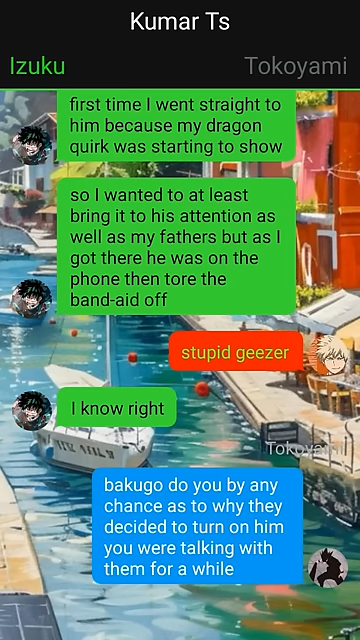 Kumar Ts
Izuku
Tokoyami
first time I went straight to
him because my dragon
quirk was starting to show
so I wanted to at least
bring it to his attention as
well as my fathers but as I
got there he was on the
phone then tore the
band-aid off
stupid geezer
I know right
Tokoyami
bakugo do you by any
chance as to why they
decided to turn on him
you were talking with
them for a while